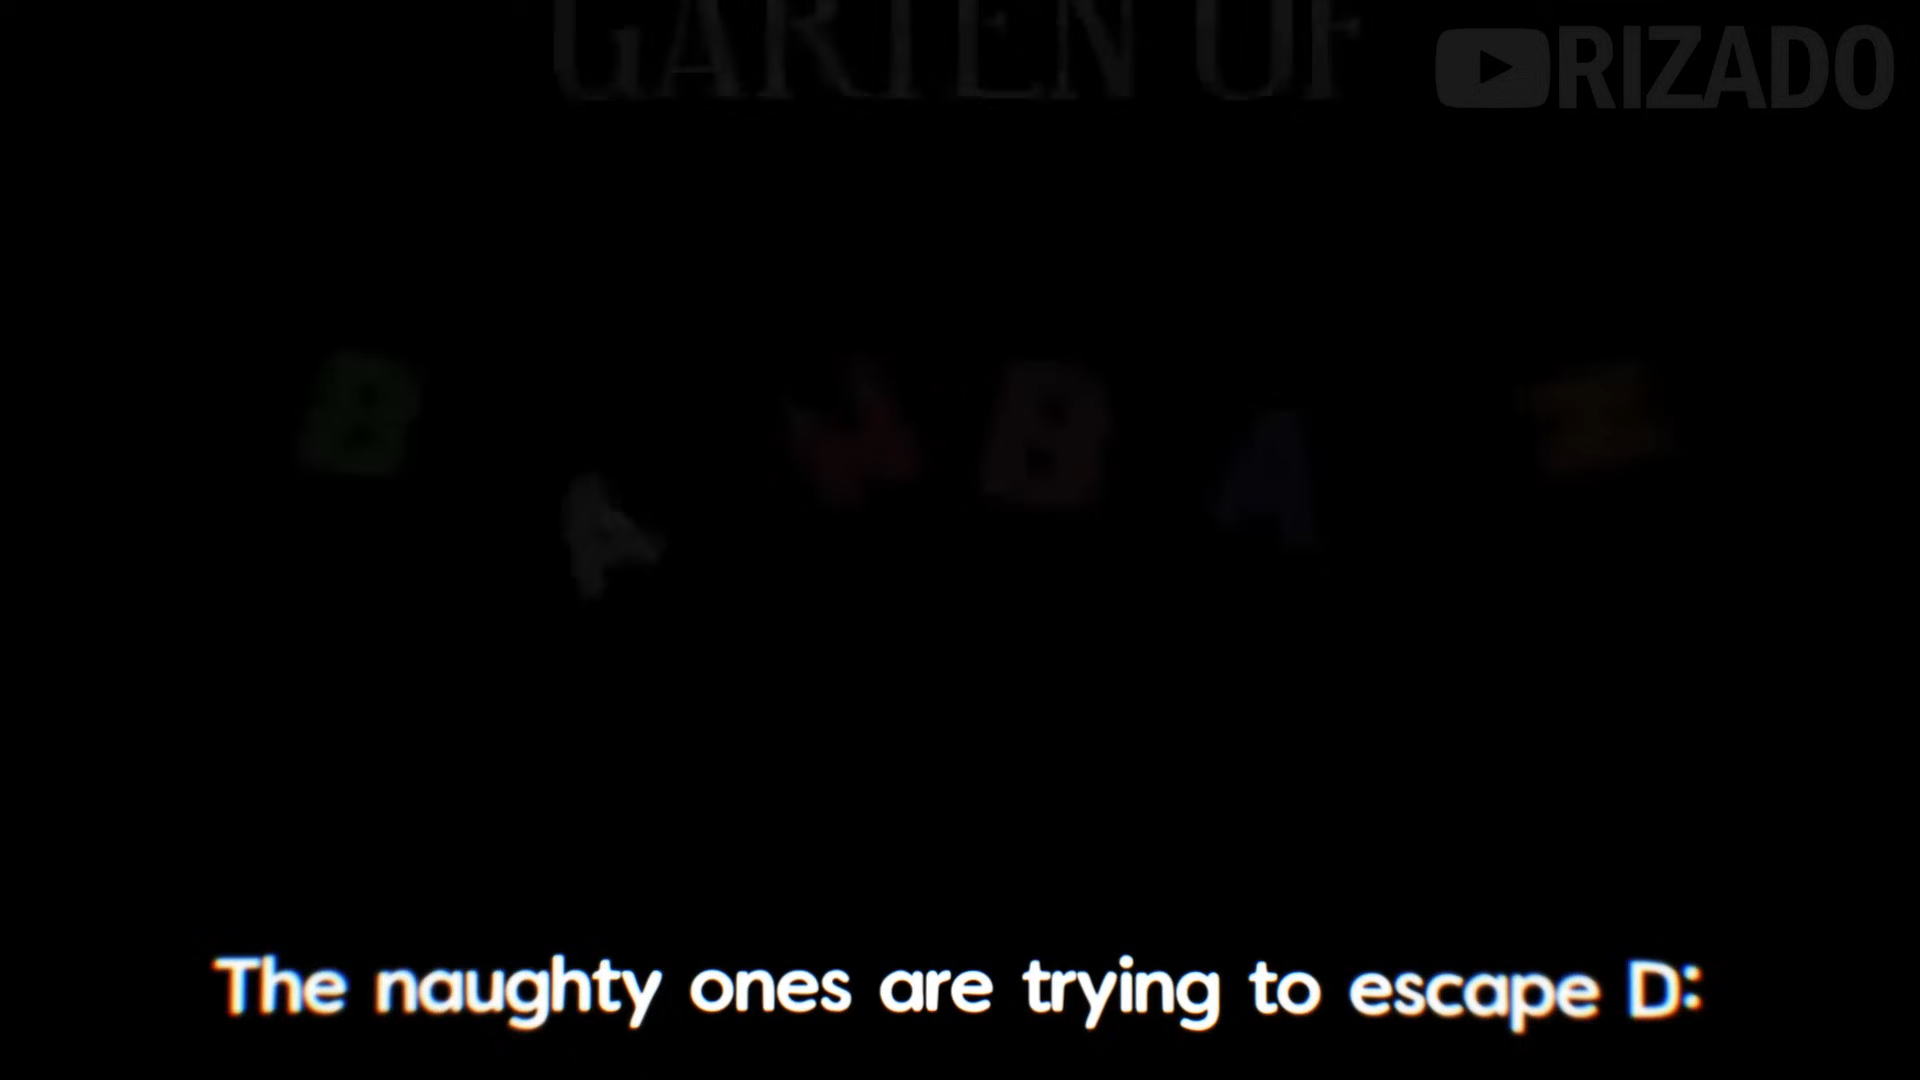 GARTEN OF
RIZADO
B A N B A N
The naughty ones are trying to escape D: